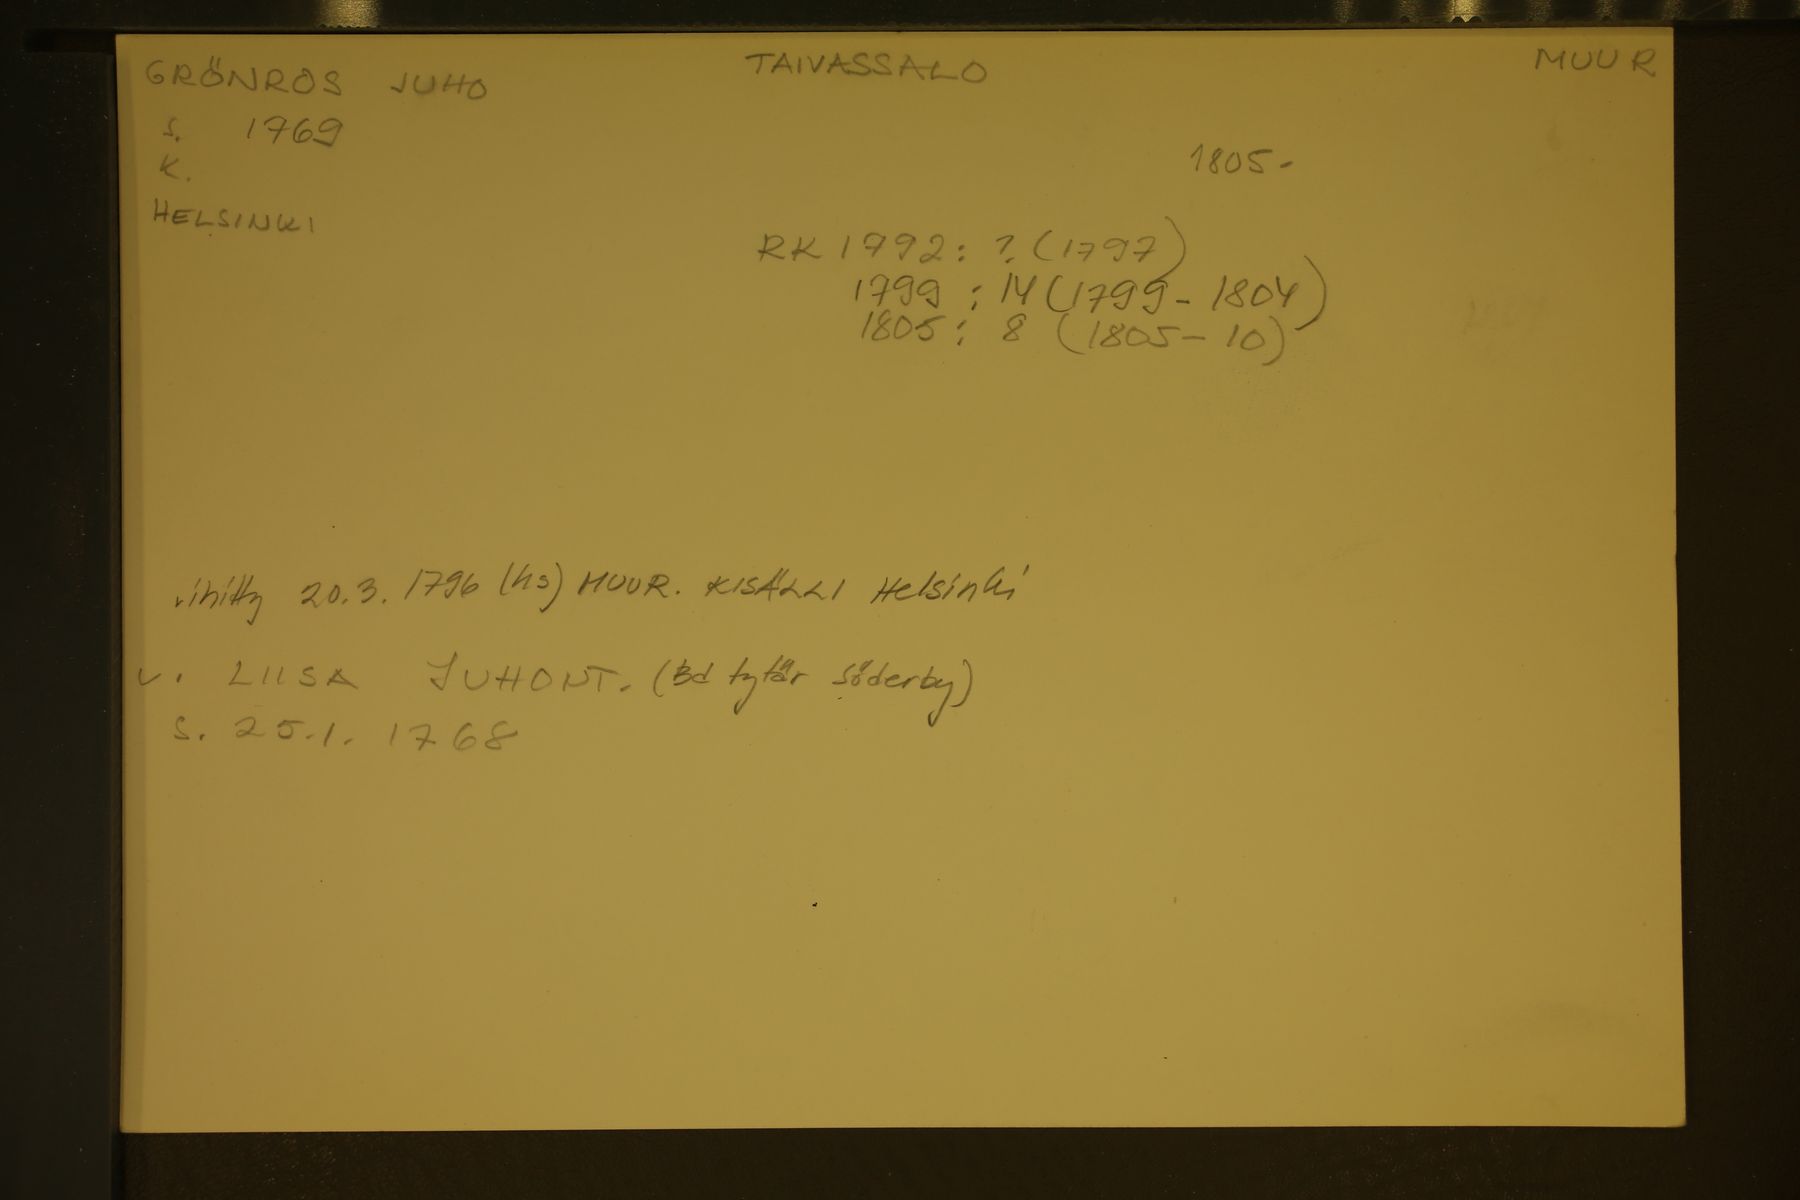 GRÖNROS JUHO TAIVASSALO MUUR
s. 1769
K.
1805-
HELSINKI
RK 1792: ? (1797)
1799: 14 (1799-1804)
1805: 8 (1805-10)
vihitty 20.3. 1796 (ks) MUUR. KISÄLLI Helsinki
v. LIISA JUHONT. (Bd tytär Söderby)
s. 25.1. 1768